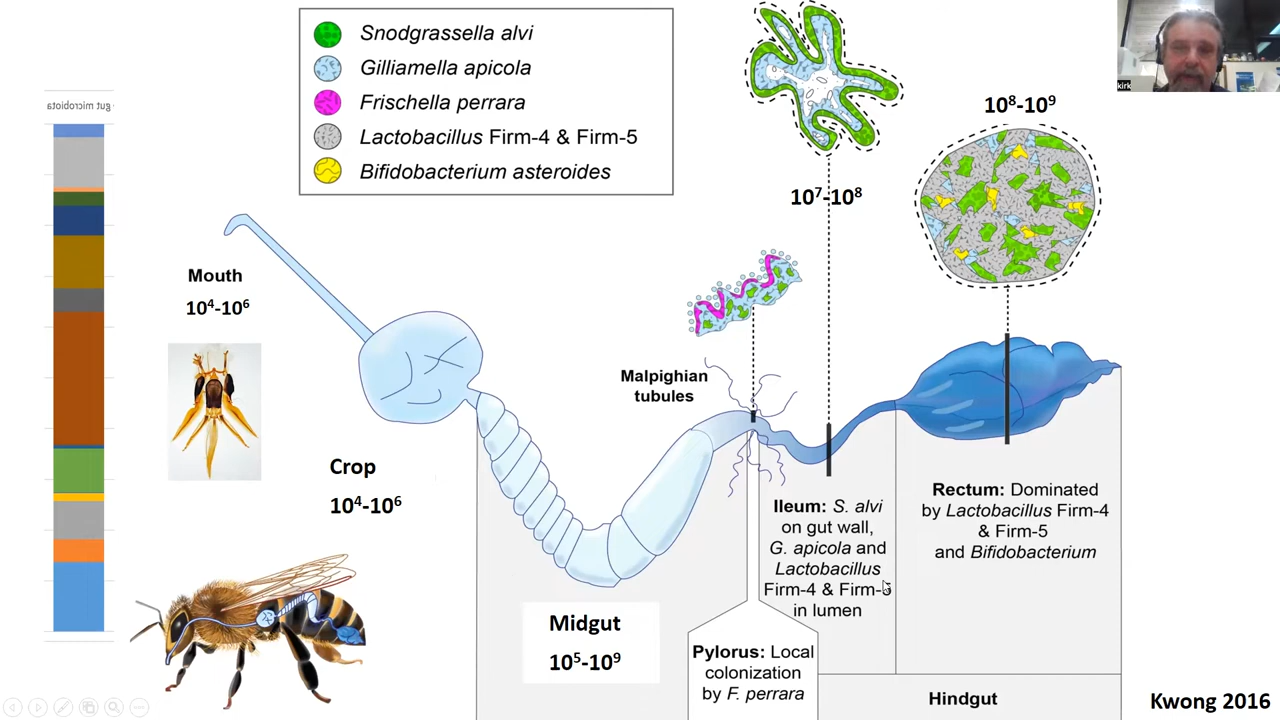 Snodgrassella alvi
Gilliamella apicola
Frischella perrara
Lactobacillus Firm-4 & Firm-5
Bifidobacterium asteroides
kirk
gut microbiota
10⁸-10⁹
10⁷-10⁸
Mouth
10⁴-10⁶
Malpighian
tubules
Crop
10⁴-10⁶
Ileum: S. alvi
on gut wall,
G. apicola and
Lactobacillus
Firm-4 & Firm-5
in lumen
Rectum: Dominated
by Lactobacillus Firm-4
& Firm-5
and Bifidobacterium
Midgut
10⁵-10⁹
Pylorus: Local
colonization
by F. perrara
Hindgut
Kwong 2016